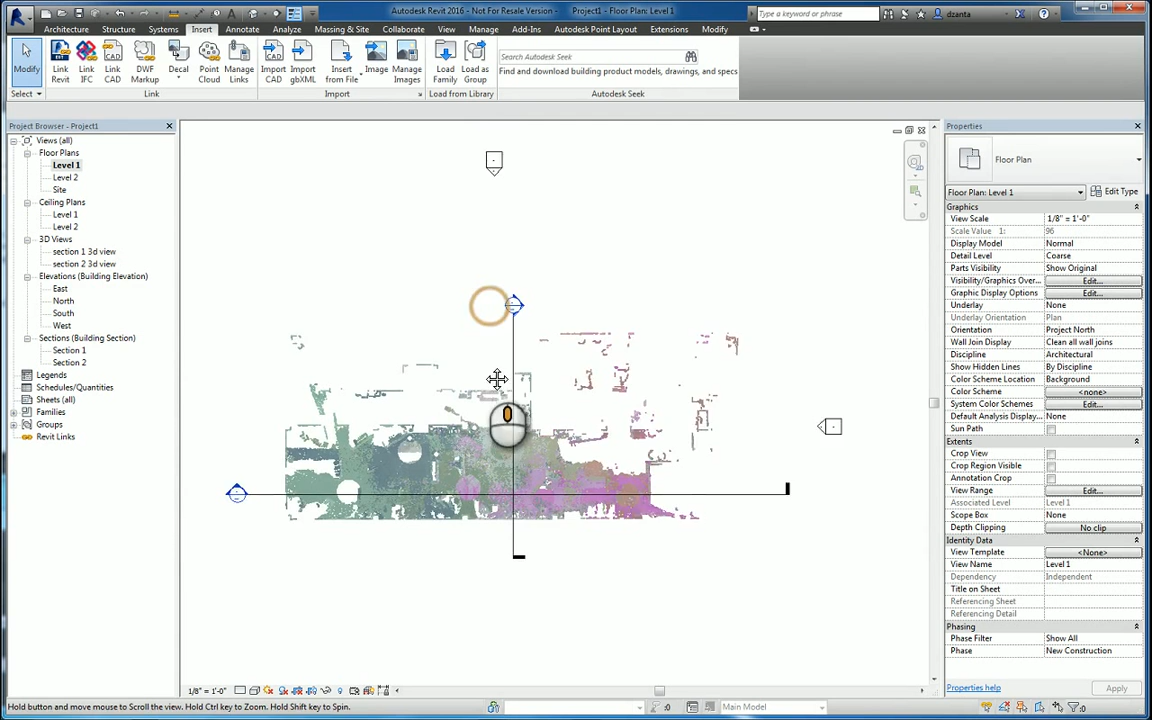 Autodesk Revit 2016 - Not For Resale Version - Project1 - Floor Plan: Level 1
Type a keyword or phrase
dzanta
Architecture Structure Systems Insert Annotate Analyze Massing & Site Collaborate View Manage Add-Ins Autodesk Point Layout Extensions Modify
Modify
Link Revit
Link IFC
Link CAD
DWF Markup
Decal
Point Cloud
Manage Links
Import CAD
Import gbXML
Insert from File
Image
Manage Images
Load Family
Load as Group
Search Autodesk Seek
Find and download building product models, drawings, and specs
Select
Link
Import
Load from Library
Autodesk Seek
Project Browser - Project1
Views (all)
Floor Plans
Level 1
Level 2
Site
Ceiling Plans
Level 1
Level 2
3D Views
section 1 3d view
section 2 3d view
Elevations (Building Elevation)
East
North
South
West
Sections (Building Section)
Section 1
Section 2
Legends
Schedules/Quantities
Sheets (all)
Families
Groups
Revit Links
Properties
Floor Plan
Floor Plan: Level 1
Edit Type
Graphics
View Scale 1/8" = 1'-0"
Scale Value 1: 96
Display Model Normal
Detail Level Coarse
Parts Visibility Show Original
Visibility/Graphics Over... Edit...
Graphic Display Options Edit...
Underlay None
Underlay Orientation Plan
Orientation Project North
Wall Join Display Clean all wall joins
Discipline Architectural
Show Hidden Lines By Discipline
Color Scheme Location Background
Color Scheme <none>
System Color Schemes Edit...
Default Analysis Display... None
Sun Path
Extents
Crop View
Crop Region Visible
Annotation Crop
View Range Edit...
Associated Level Level 1
Scope Box None
Depth Clipping No clip
Identity Data
View Template <None>
View Name Level 1
Dependency Independent
Title on Sheet
Referencing Sheet
Referencing Detail
Phasing
Phase Filter Show All
Phase New Construction
Properties help
Apply
1/8" = 1'-0"
Hold button and move mouse to Scroll the view. Hold Ctrl key to Zoom. Hold Shift key to Spin.
:0
Main Model
:0